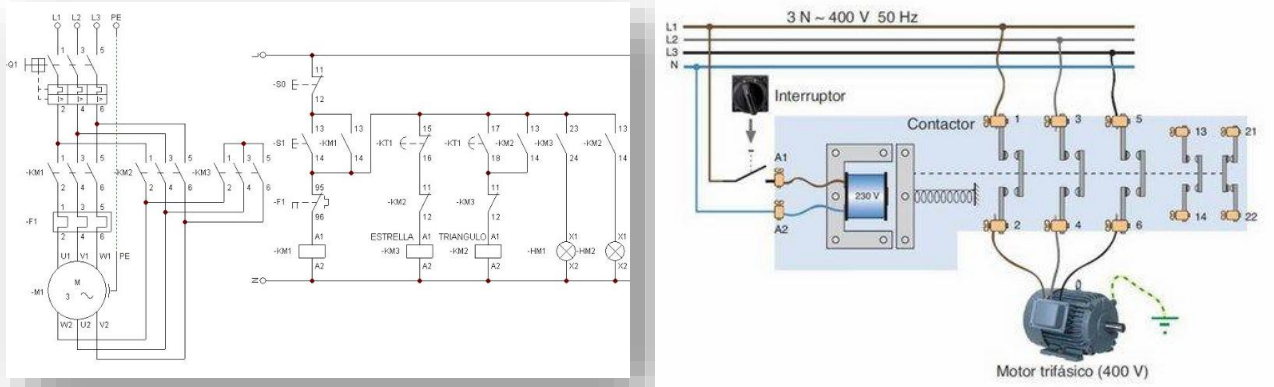 L1 L2 L3 PE
-Q1
1 3 5
2 4 6
-KM1
1 3 5
2 4 6
-KM2
1 3 5
2 4 6
-KM3
1 3 5
2 4 6
-F1
1 3 5
2 4 6
U1 V1 W1 PE
-M1
M
3
W2 U2 V2
-S0
11
12
-S1
13
14
-KM1
13
14
-F1
95
96
-KM1
A1
A2
-KT1
15
16
-KM2
11
12
ESTRELLA
-KM3
A1
A2
-KT1
17
18
-KM2
13
14
-KM3
11
12
TRIANGULO
-KM2
A1
A2
-KM3
23
24
-HM1
X1
X2
-KM2
13
14
-HM2
X1
X2
N
3 N ~ 400 V 50 Hz
L1
L2
L3
N
Interruptor
Contactor
1 3 5 13 21
A1
230 V
A2
2 4 6 14 22
Motor trifásico (400 V)